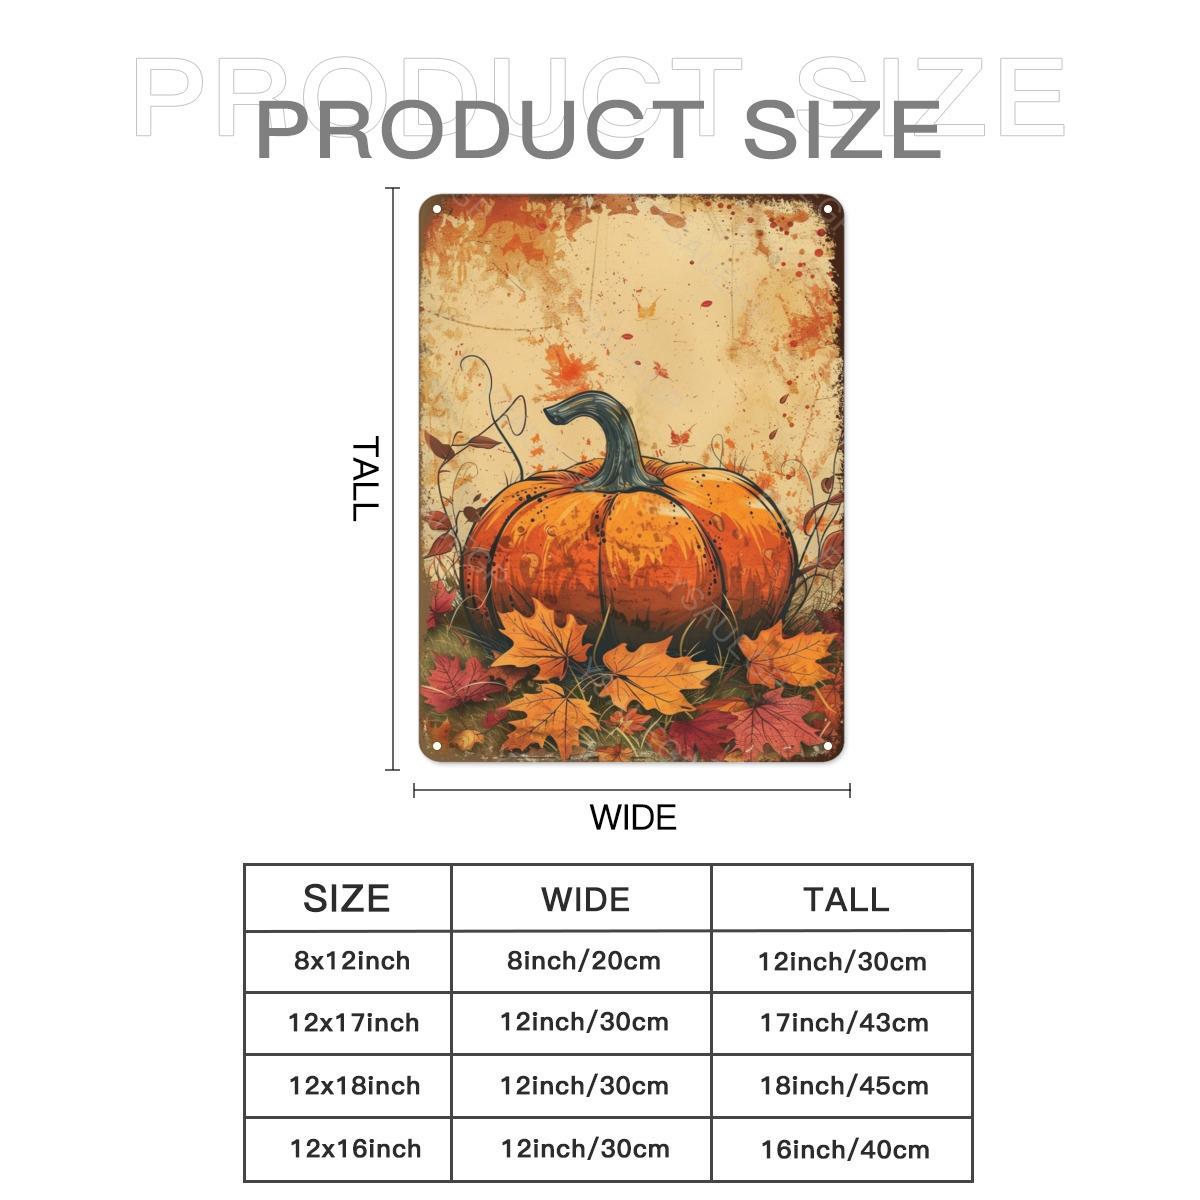 PRODUCT SIZE
PRODUCT SIZE
TALL
WIDE
SIZE WIDE TALL
8x12inch 8inch/20cm 12inch/30cm
12x17inch 12inch/30cm 17inch/43cm
12x18inch 12inch/30cm 18inch/45cm
12x16inch 12inch/30cm 16inch/40cm